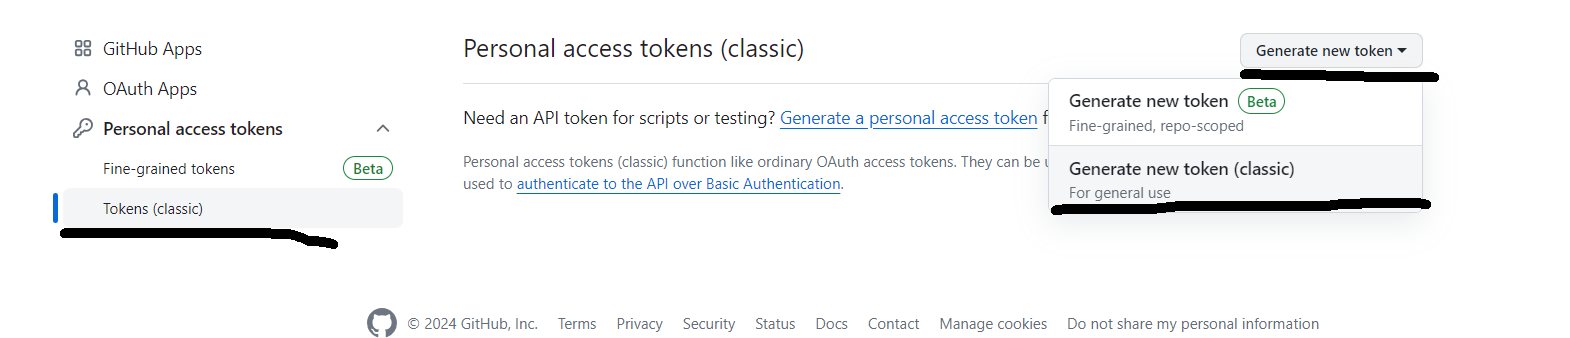 GitHub Apps
OAuth Apps
Personal access tokens
Fine-grained tokens Beta
Tokens (classic)
Personal access tokens (classic)
Generate new token
Need an API token for scripts or testing? Generate a personal access token f
Personal access tokens (classic) function like ordinary OAuth access tokens. They can be u
used to authenticate to the API over Basic Authentication.
Generate new token Beta
Fine-grained, repo-scoped
Generate new token (classic)
For general use
© 2024 GitHub, Inc. Terms Privacy Security Status Docs Contact Manage cookies Do not share my personal information